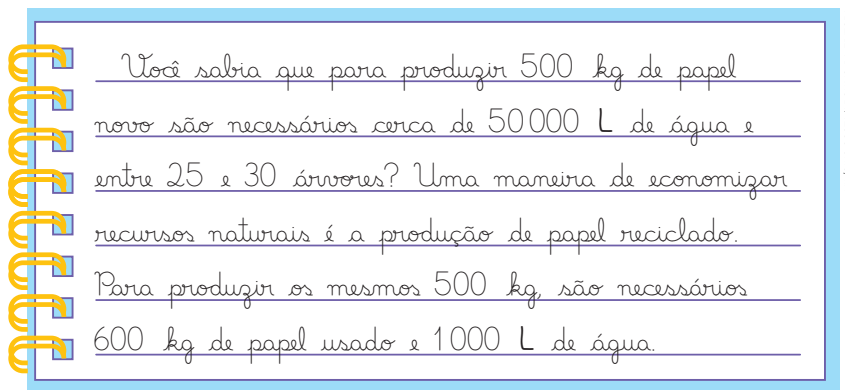 Você sabia que para produzir 500 kg de papel
novo são necessários cerca de 50 000 L de água e
entre 25 e 30 árvores? Uma maneira de economizar
recursos naturais é a produção de papel reciclado.
Para produzir os mesmos 500 kg, são necessários
600 kg de papel usado e 1 000 L de água.